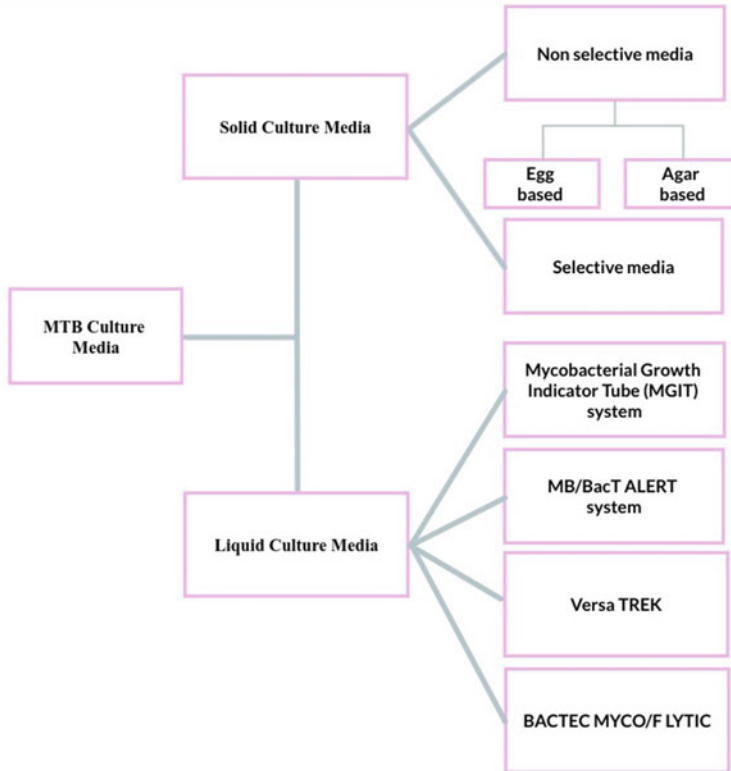 Non selective media
Solid Culture Media
Egg
based
Agar
based
Selective media
MTB Culture
Media
Mycobacterial Growth
Indicator Tube (MGIT)
system
MB/BacT ALERT
system
Liquid Culture Media
Versa TREK
BACTEC MYCO/F LYTIC